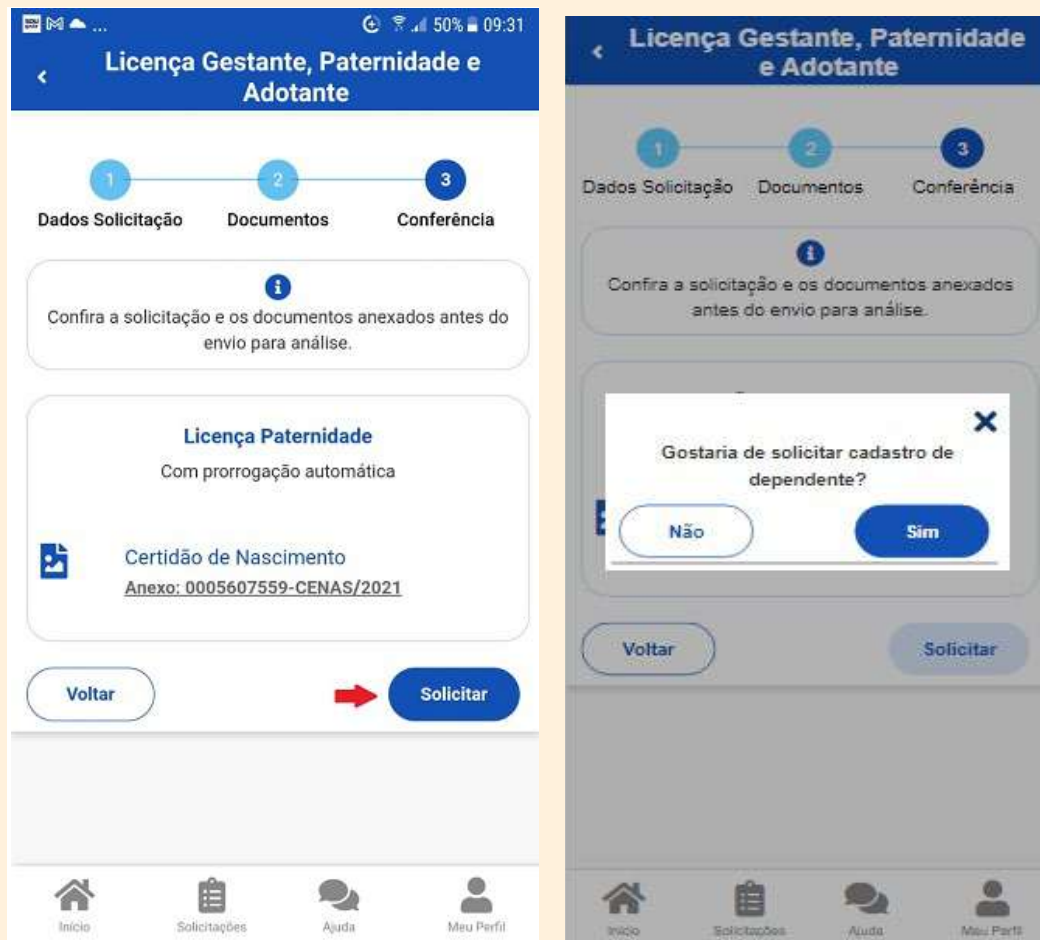 ... 50% 09:31
Licença Gestante, Paternidade e
Adotante
1 2 3
Dados Solicitação Documentos Conferência
Confira a solicitação e os documentos anexados antes do
envio para análise.
Licença Paternidade
Com prorrogação automática
Certidão de Nascimento
Anexo: 0005607559-CENAS/2021
Voltar Solicitar
Início Solicitações Ajuda Meu Perfil
Licença Gestante, Paternidade
e Adotante
1 2 3
Dados Solicitação Documentos Conferência
Confira a solicitação e os documentos anexados
antes do envio para análise.
Gostaria de solicitar cadastro de
dependente?
Não Sim
Voltar Solicitar
Início Solicitações Ajuda Meu Perfil